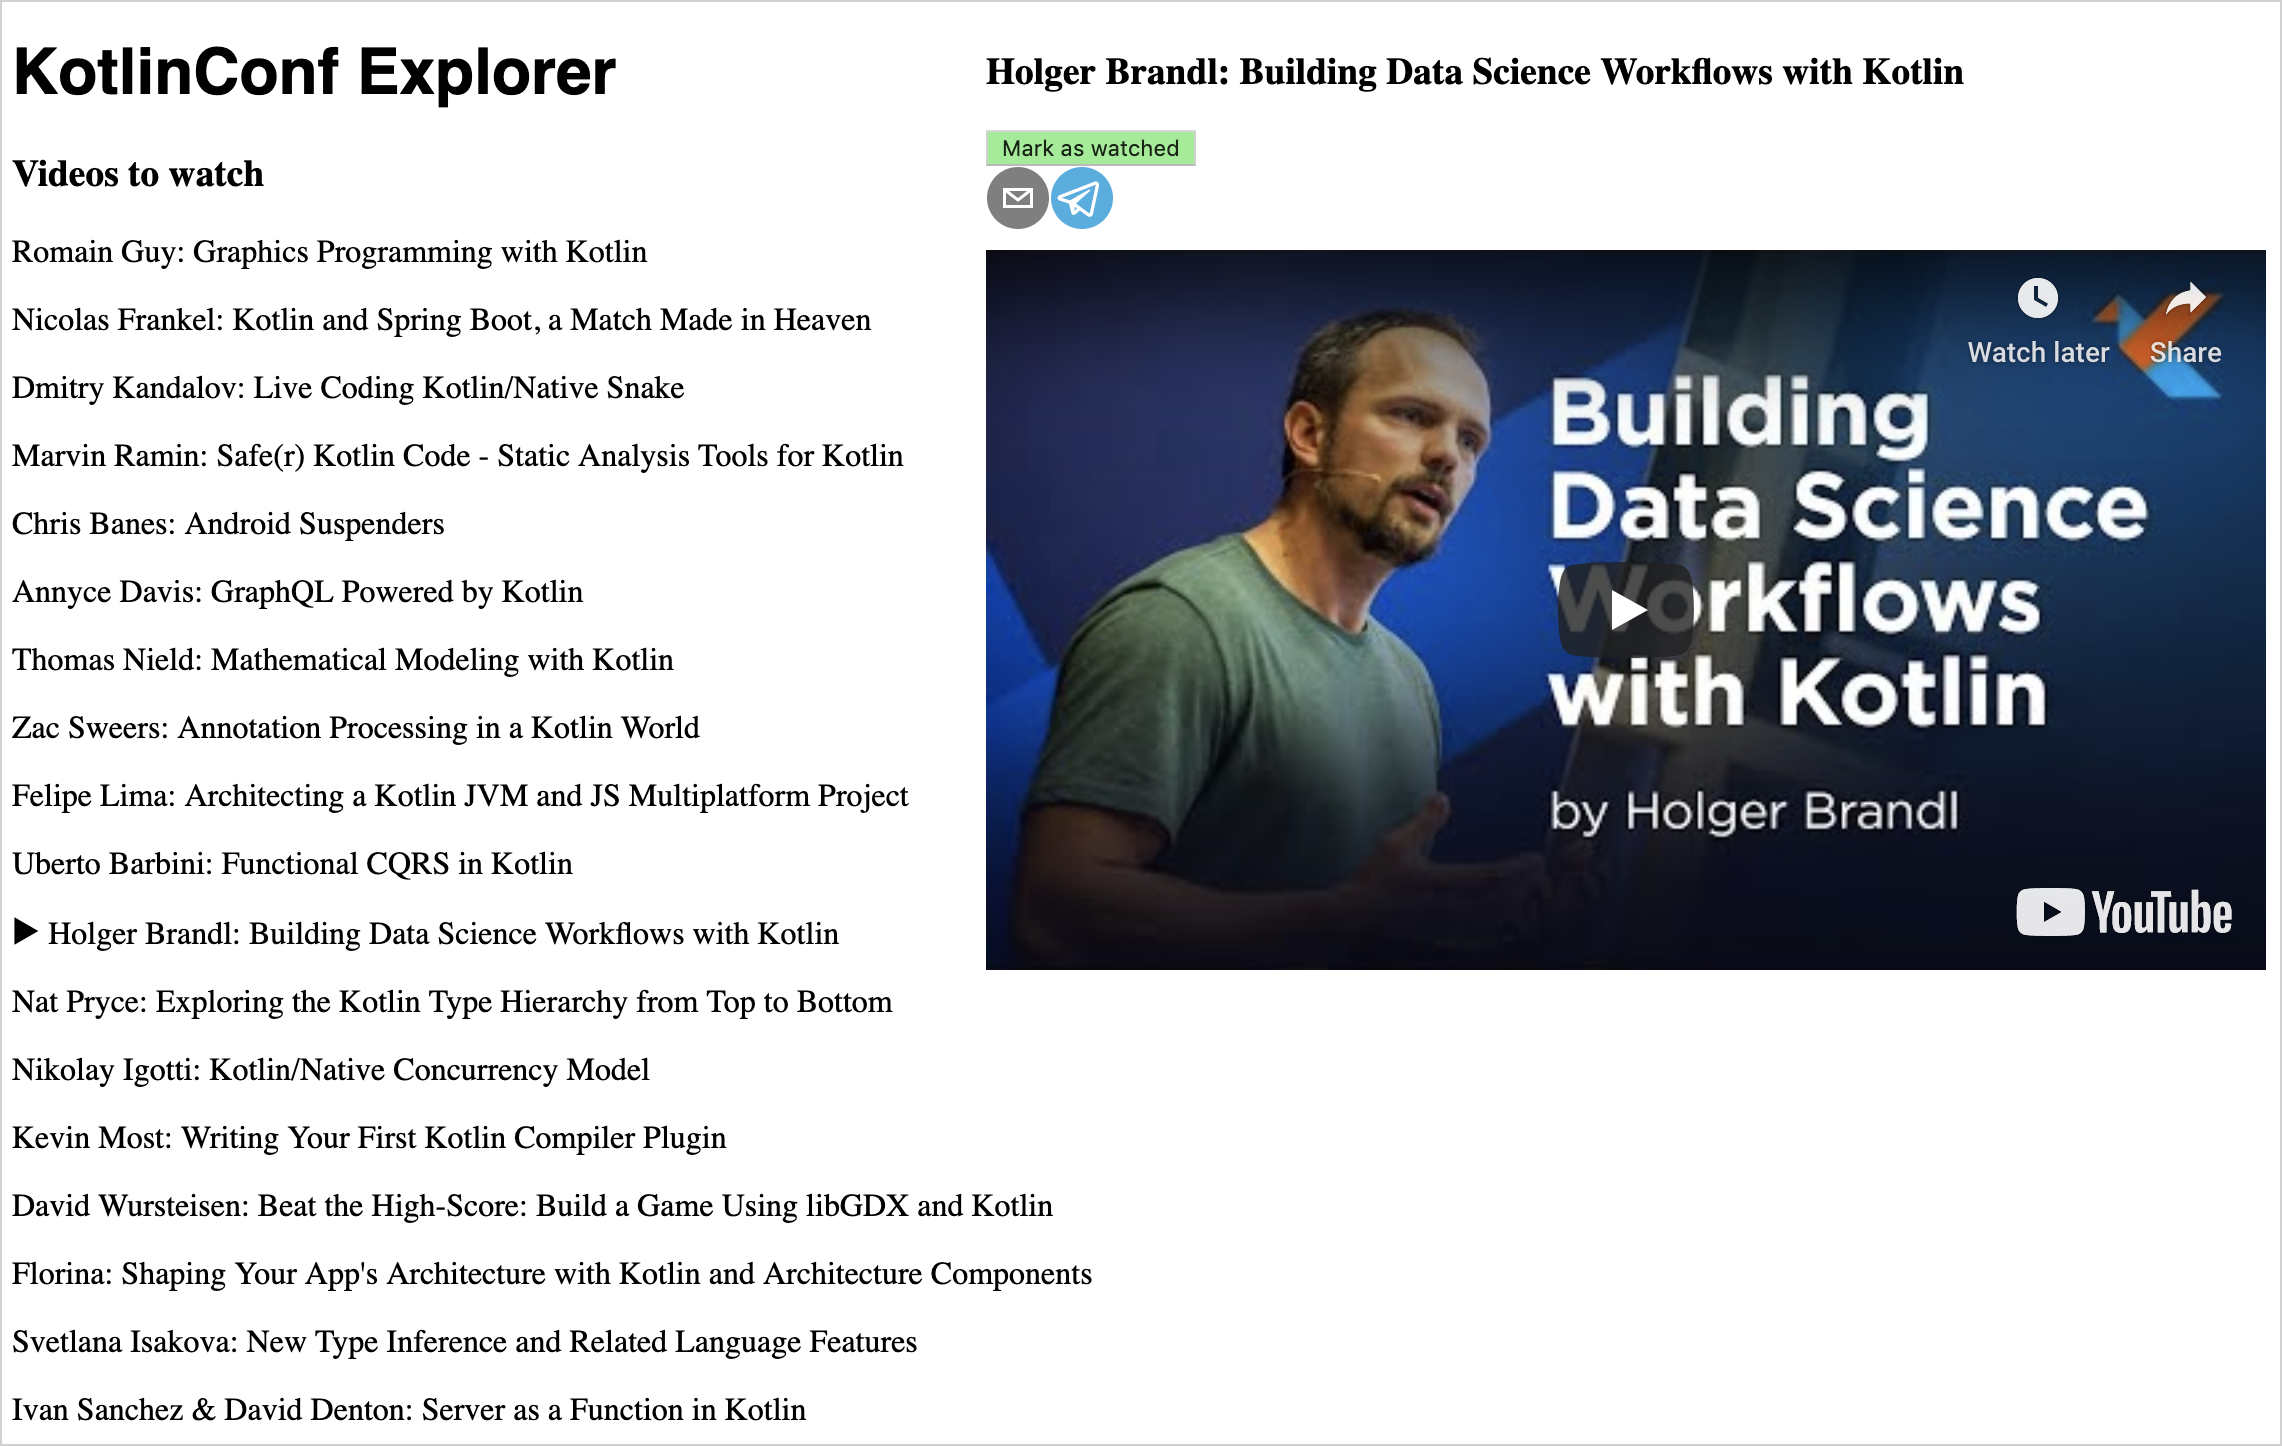 KotlinConf Explorer
Videos to watch
Romain Guy: Graphics Programming with Kotlin
Nicolas Frankel: Kotlin and Spring Boot, a Match Made in Heaven
Dmitry Kandalov: Live Coding Kotlin/Native Snake
Marvin Ramin: Safe(r) Kotlin Code - Static Analysis Tools for Kotlin
Chris Banes: Android Suspenders
Annyce Davis: GraphQL Powered by Kotlin
Thomas Nield: Mathematical Modeling with Kotlin
Zac Sweers: Annotation Processing in a Kotlin World
Felipe Lima: Architecting a Kotlin JVM and JS Multiplatform Project
Uberto Barbini: Functional CQRS in Kotlin
▶ Holger Brandl: Building Data Science Workflows with Kotlin
Nat Pryce: Exploring the Kotlin Type Hierarchy from Top to Bottom
Nikolay Igotti: Kotlin/Native Concurrency Model
Kevin Most: Writing Your First Kotlin Compiler Plugin
David Wursteisen: Beat the High-Score: Build a Game Using libGDX and Kotlin
Florina: Shaping Your App's Architecture with Kotlin and Architecture Components
Svetlana Isakova: New Type Inference and Related Language Features
Ivan Sanchez & David Denton: Server as a Function in Kotlin
Holger Brandl: Building Data Science Workflows with Kotlin
Mark as watched
Watch later
Share
Building
Data Science
Workflows
with Kotlin
by Holger Brandl
YouTube